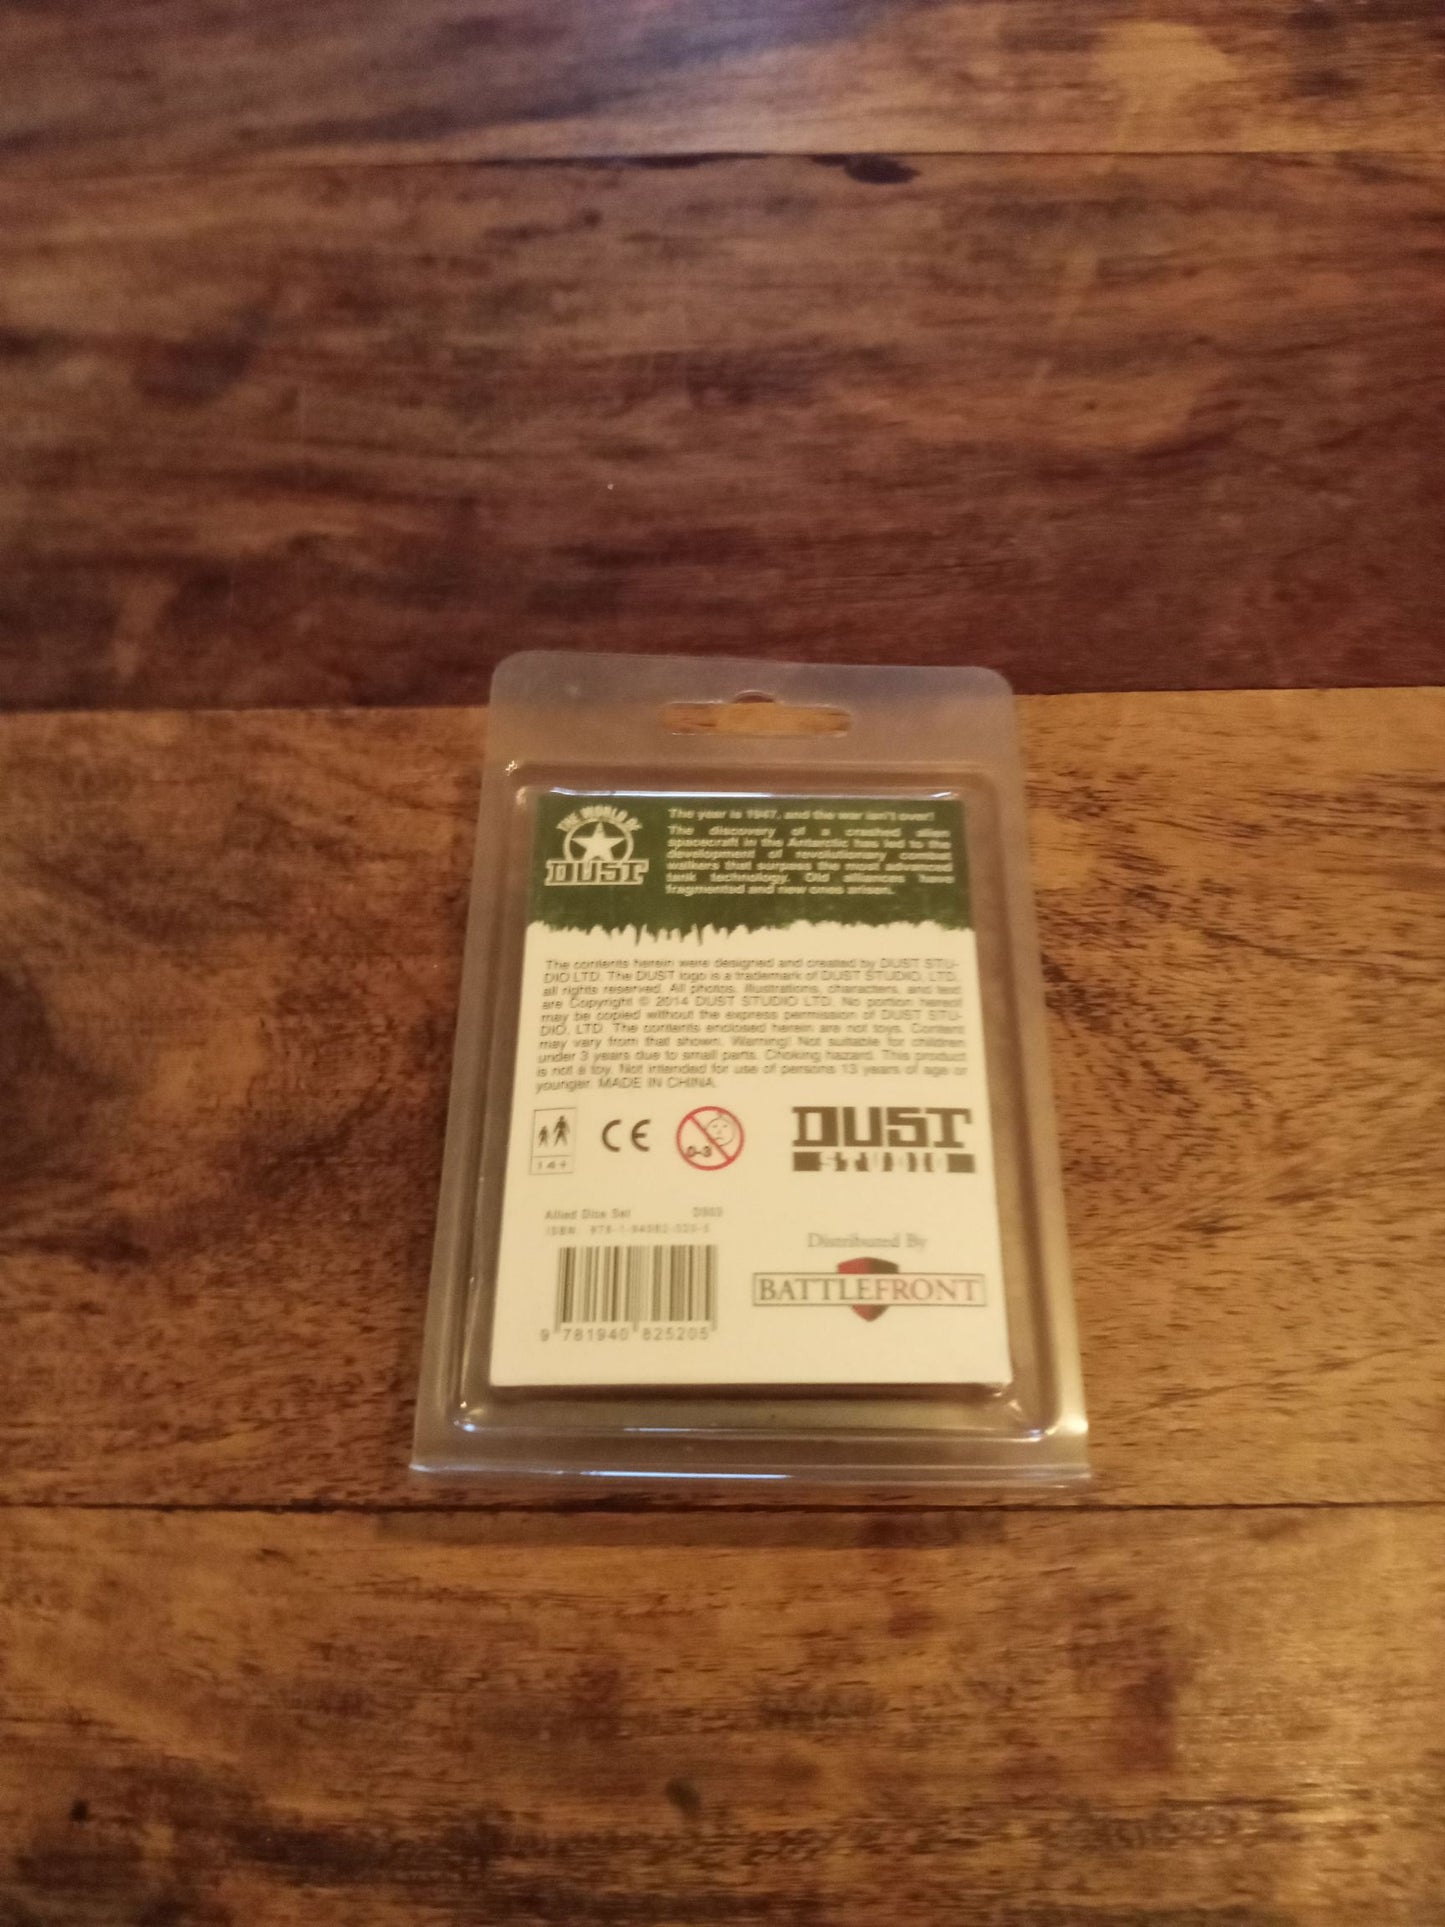 THE WORLD OF
DUST
The year is 1947, and the war isn't over!
The discovery of a crashed alien
spacecraft in the Antarctic has led to the
development of revolutionary combat
walkers that surpass the most advanced
tank technology. Old alliances have
fragmented and new ones arisen.
The contents herein were designed and created by DUST STU-
DIO LTD. The DUST logo is a trademark of DUST STUDIO, LTD,
all rights reserved. All photos, illustrations, characters, and text
are Copyright © 2014 DUST STUDIO LTD. No portion hereof
may be copied without the express permission of DUST STU-
DIO, LTD. The contents enclosed herein are not toys. Content
may vary from that shown. Warning! Not suitable for children
under 3 years due to small parts. Choking hazard. This product
is not a toy. Not intended for use of persons 13 years of age or
younger. MADE IN CHINA.
14+
CE
0-3
DUST
STUDIO
Allied Dice Set
ISBN 978-1-94082-520-5
9 781940 825205
Distributed By
BATTLEFRONT